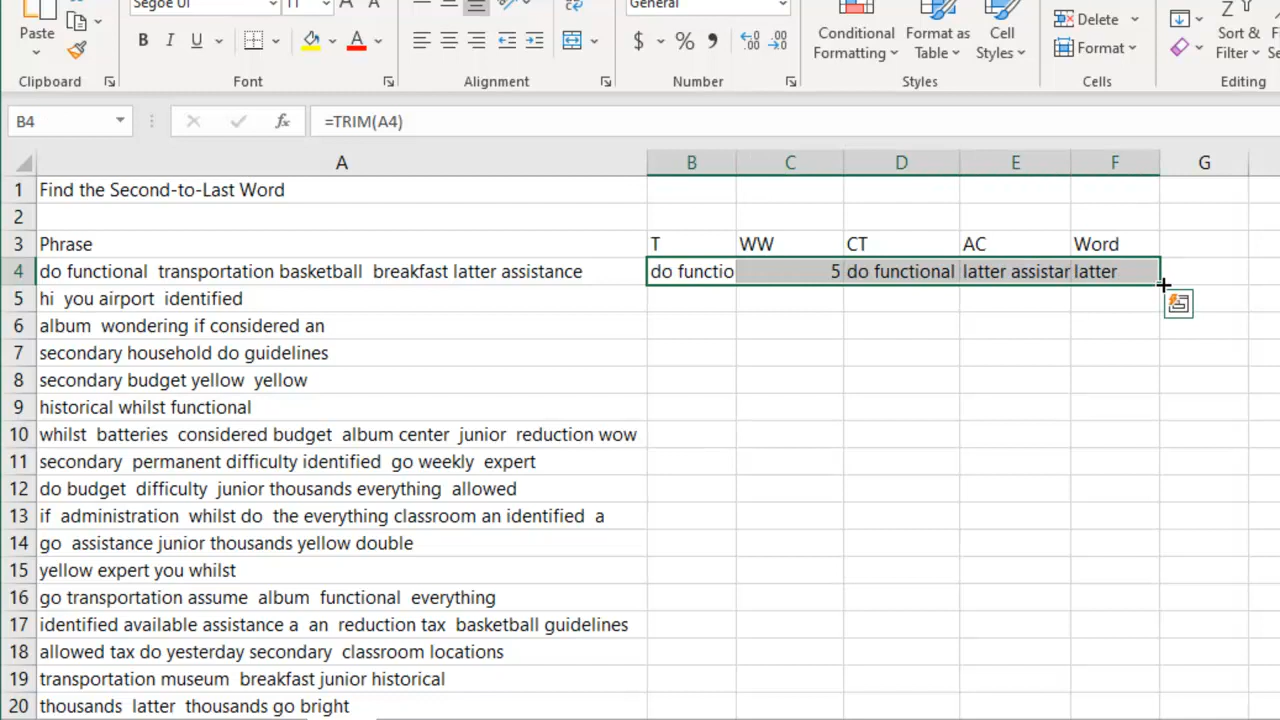 Segoe UI 11 A A General
Paste Conditional Format as Cell Delete Sort &
B I U A $ % Formatting Table Styles Format Filter
Clipboard Font Alignment Number Styles Cells Editing
B4 fx =TRIM(A4)
A B C D E F G
1 Find the Second-to-Last Word
2
3 Phrase T WW CT AC Word
4 do functional  transportation basketball  breakfast latter assistance do functio 5 do functional latter assistar latter
5 hi  you airport  identified
6 album  wondering if considered an
7 secondary household do guidelines
8 secondary budget yellow  yellow
9 historical whilst functional
10 whilst  batteries  considered budget  album center  junior  reduction wow
11 secondary  permanent difficulty identified  go weekly  expert
12 do budget  difficulty  junior thousands everything  allowed
13 if  administration  whilst do  the everything classroom an identified  a
14 go  assistance junior thousands yellow double
15 yellow expert you whilst
16 go transportation assume  album  functional  everything
17 identified available assistance a  an  reduction tax  basketball guidelines
18 allowed tax do yesterday secondary  classroom locations
19 transportation museum  breakfast junior historical
20 thousands  latter  thousands go bright